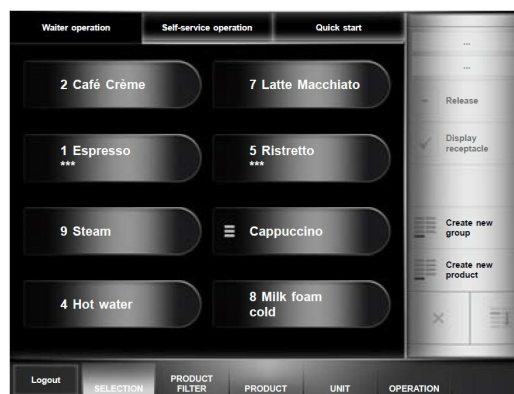 Waiter operation
Self-service operation
Quick start
...
...
2 Café Crème
7 Latte Macchiato
- Release
Display
receptacle
1 Espresso
***
5 Ristretto
***
9 Steam
Cappuccino
Create new
group
Create new
product
4 Hot water
8 Milk foam
cold
Logout
SELECTION
PRODUCT
FILTER
PRODUCT
UNIT
OPERATION